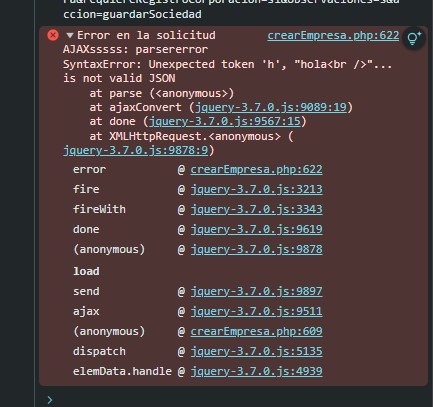 ccion=guardarSociedad
Error en la solicitud crearEmpresa.php:622
AJAXsssss: parsererror
SyntaxError: Unexpected token 'h', "hola<br />"...
is not valid JSON
at parse (<anonymous>)
at ajaxConvert (jquery-3.7.0.js:9089:19)
at done (jquery-3.7.0.js:9567:15)
at XMLHttpRequest.<anonymous> (
jquery-3.7.0.js:9878:9)
error @ crearEmpresa.php:622
fire @ jquery-3.7.0.js:3213
fireWith @ jquery-3.7.0.js:3343
done @ jquery-3.7.0.js:9619
(anonymous) @ jquery-3.7.0.js:9878
load
send @ jquery-3.7.0.js:9897
ajax @ jquery-3.7.0.js:9511
(anonymous) @ crearEmpresa.php:609
dispatch @ jquery-3.7.0.js:5135
elemData.handle @ jquery-3.7.0.js:4939
>